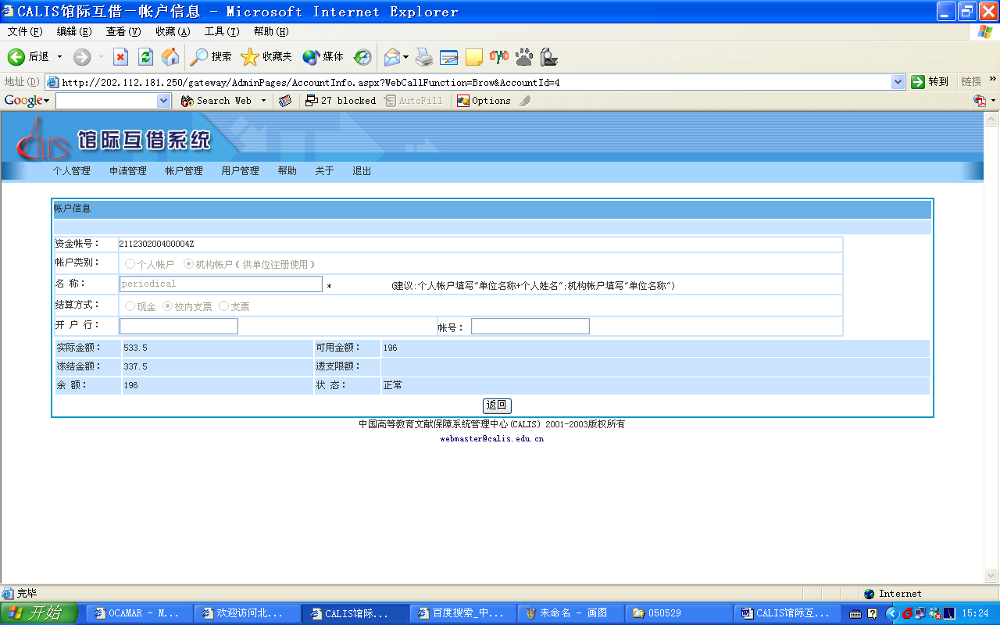 CALIS馆际互借－帐户信息 - Microsoft Internet Explorer
文件(F) 编辑(E) 查看(V) 收藏(A) 工具(T) 帮助(H)
后退 搜索 收藏夹 媒体
地址(D) http://202.112.181.250/gateway/AdminPages/AccountInfo.aspx?WebCallFunction=Brow&AccountId=4 转到 链接 »
Google Search Web 27 blocked AutoFill Options
CALIS 馆际互借系统
个人管理 申请管理 帐户管理 用户管理 帮助 关于 退出
帐户信息
资金帐号： 211230200400004Z
帐户类别： 个人帐户 机构帐户（供单位注册使用）
名 称： periodical * (建议:个人帐户填写"单位名称+个人姓名";机构帐户填写"单位名称")
结算方式： 现金 校内支票 支票
开 户 行： 帐号：
实际金额： 533.5 可用金额： 196
冻结金额： 337.5 透支限额：
余 额： 196 状 态： 正常
返回
中国高等教育文献保障系统管理中心(CALIS) 2001-2003版权所有
webmaster@calis.edu.cn
完毕 Internet
开始 OCAMAR - M... 欢迎访问北... CALIS馆际... 百度搜索_中... 未命名 - 画图 050529 CALIS馆际互... 15:24